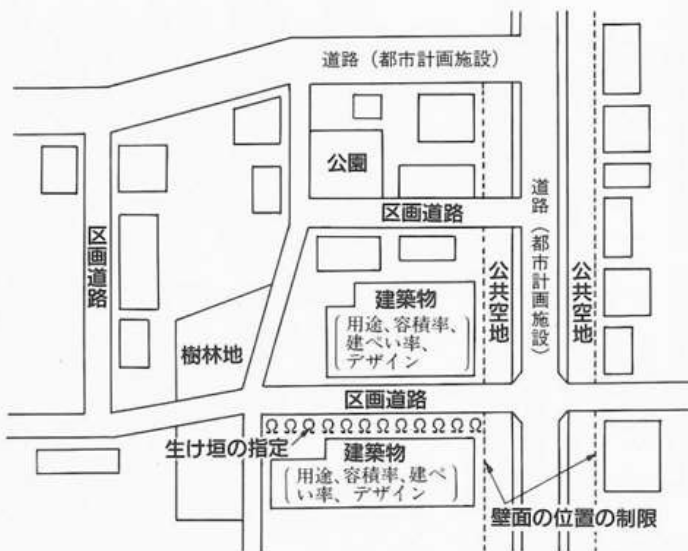 道路（都市計画施設）
公園
区画道路
区画道路
道路（都市計画施設）
公共空地
公共空地
建築物
（用途、容積率、
建ぺい率、
デザイン）
樹林地
区画道路
生け垣の指定
建築物
（用途、容積率、建ぺ
い率、デザイン）
壁面の位置の制限